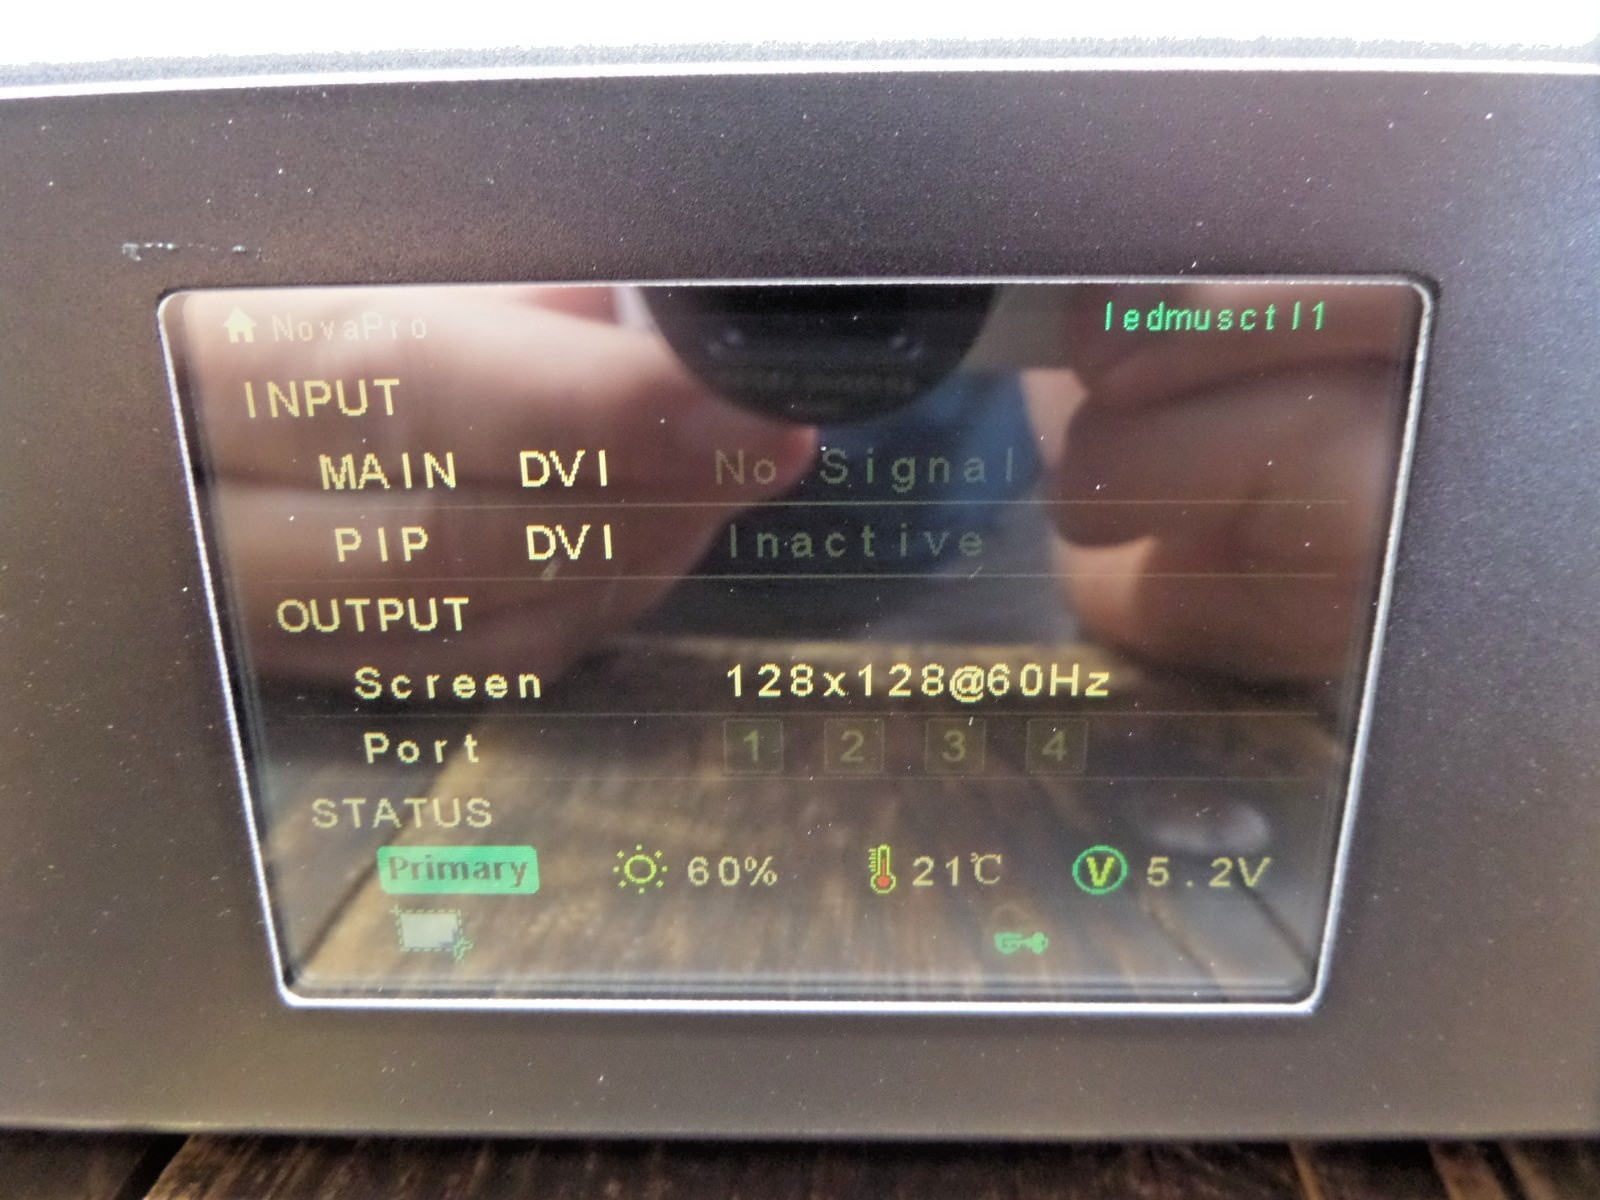 NovaPro ledmusctl1
INPUT
MAIN DVI No Signal
PIP DVI Inactive
OUTPUT
Screen 128x128@60Hz
Port 1 2 3 4
STATUS
Primary 60% 21℃ V 5.2V